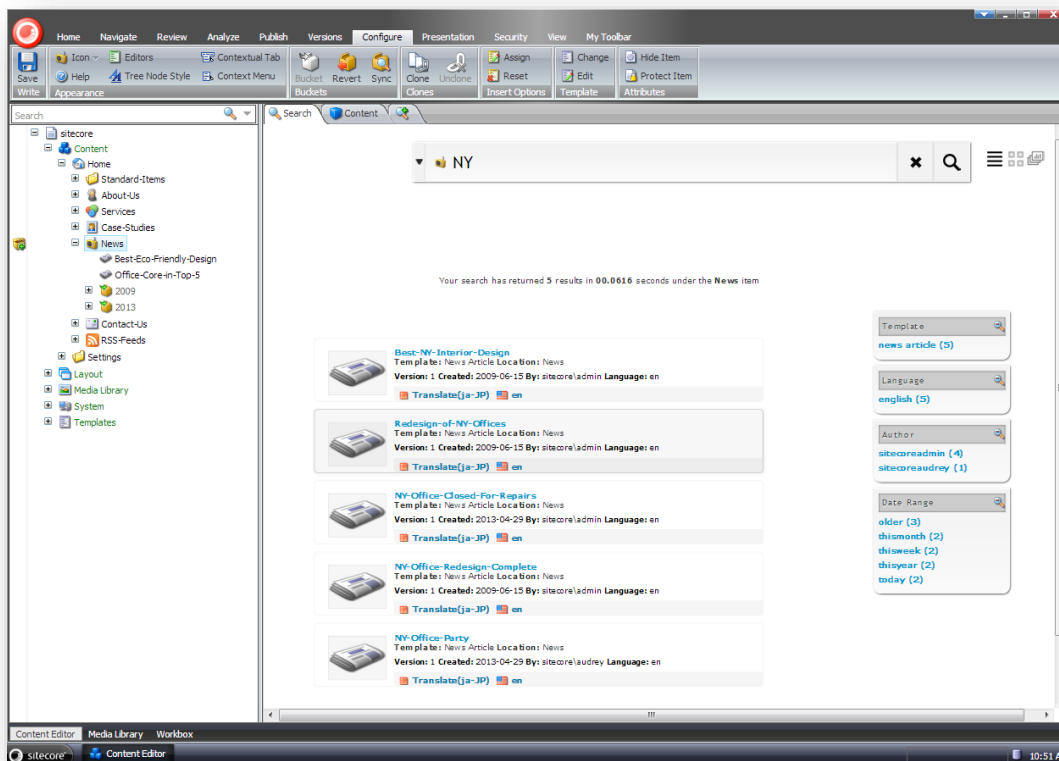 Home Navigate Review Analyze Publish Versions Configure Presentation Security View My Toolbar
Save
Write
Icon Editors Contextual Tab
Help Tree Node Style Context Menu
Appearance
Bucket Revert Sync
Buckets
Clone Unclone
Clones
Assign
Reset
Insert Options
Change
Edit
Template
Hide Item
Protect Item
Attributes
Search
sitecore
Content
Home
Standard-Items
About-Us
Services
Case-Studies
News
Best-Eco-Friendly-Design
Office-Core-in-Top-5
2009
2013
Contact-Us
RSS-Feeds
Settings
Layout
Media Library
System
Templates
Search Content
NY
Your search has returned 5 results in 00.0616 seconds under the News item
Best-NY-Interior-Design
Template: News Article Location: News
Version: 1 Created: 2009-06-15 By: sitecore\admin Language: en
Translate(ja-JP) en
Redesign-of-NY-Offices
Template: News Article Location: News
Version: 1 Created: 2009-06-15 By: sitecore\admin Language: en
Translate(ja-JP) en
NY-Office-Closed-For-Repairs
Template: News Article Location: News
Version: 1 Created: 2013-04-29 By: sitecore\admin Language: en
Translate(ja-JP) en
NY-Office-Redesign-Complete
Template: News Article Location: News
Version: 1 Created: 2009-06-15 By: sitecore\admin Language: en
Translate(ja-JP) en
NY-Office-Party
Template: News Article Location: News
Version: 1 Created: 2013-04-29 By: sitecore\audrey Language: en
Translate(ja-JP) en
Template
news article (5)
Language
english (5)
Author
sitecoreadmin (4)
sitecoreaudrey (1)
Date Range
older (3)
thismonth (2)
thisweek (2)
thisyear (2)
today (2)
Content Editor Media Library Workbox
sitecore Content Editor 10:51 A